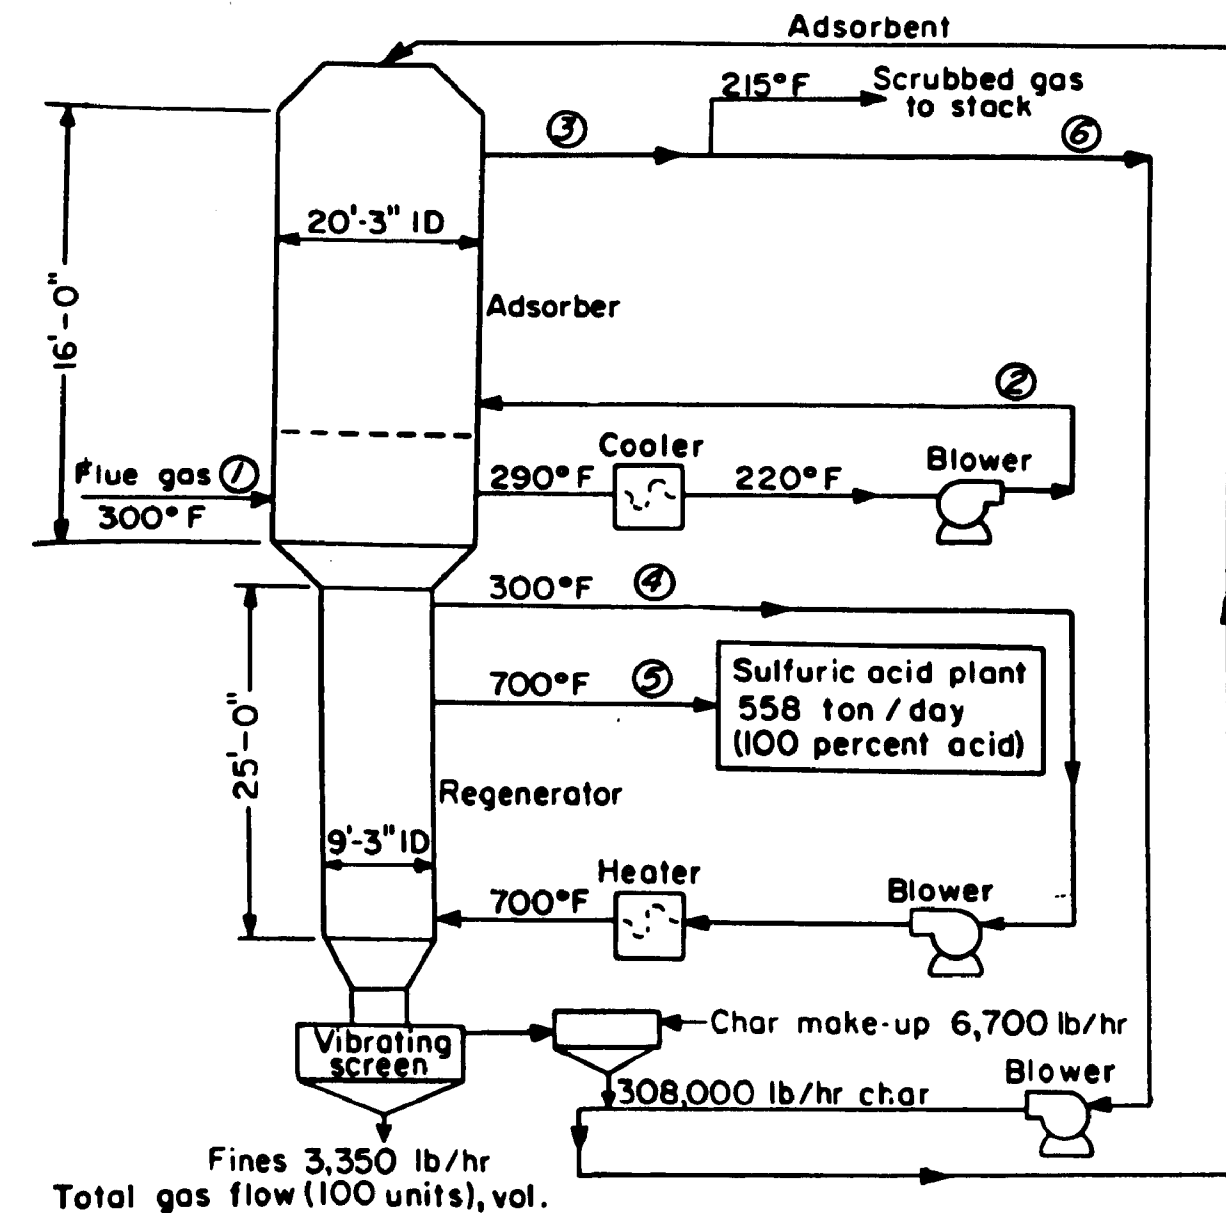 Adsorbent
215°F
Scrubbed gas
to stack
3
6
20'-3" ID
16'-0"
Adsorber
2
Flue gas 1
300°F
290°F
Cooler
220°F
Blower
300°F 4
700°F 5
Sulfuric acid plant
558 ton/day
(100 percent acid)
25'-0"
Regenerator
9'-3" ID
700°F
Heater
Blower
Vibrating
screen
Char make-up 6,700 lb/hr
308,000 lb/hr char
Blower
Fines 3,350 lb/hr
Total gas flow (100 units), vol.